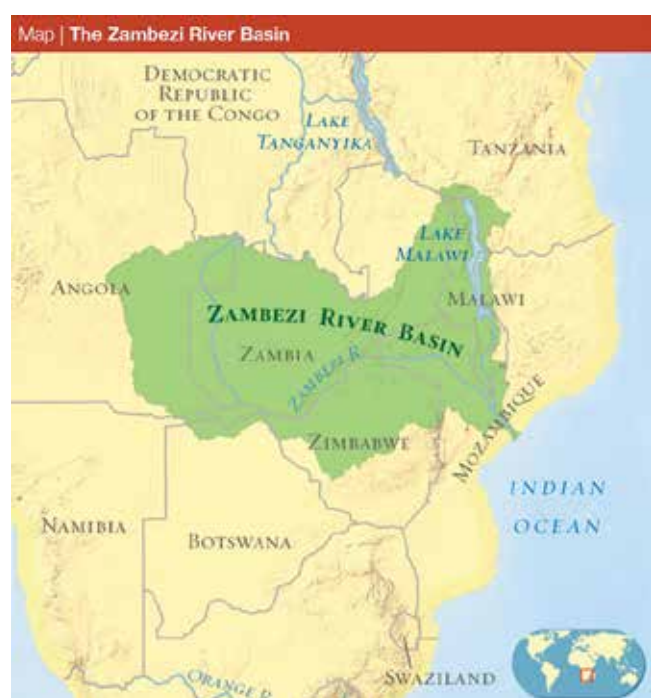 Map | The Zambezi River Basin
DEMOCRATIC
REPUBLIC
OF THE CONGO
LAKE
TANGANYIKA
TANZANIA
LAKE
MALAWI
ANGOLA
MALAWI
ZAMBEZI RIVER BASIN
ZAMBIA
ZAMBEZI R.
MOZAMBIQUE
ZIMBABWE
INDIAN
OCEAN
NAMIBIA
BOTSWANA
ORANGE R.
SWAZILAND